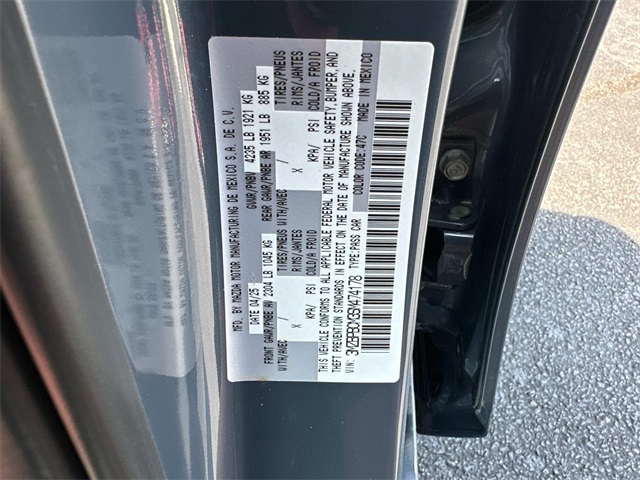 MFD. BY MAZDA MOTOR MANUFACTURING DE MEXICO S.A. DE C.V.
DATE 04/25 GVWR/PNBV 4235 LB 1921 KG
FRONT GAWR/PNBE AV 2304 LB 1045 KG REAR GAWR/PNBE AR 1951 LB 885 KG
WITH/AVEC TIRES/PNEUS WITH/AVEC TIRES/PNEUS
/ RIMS/JANTES / RIMS/JANTES
X KPA/ PSI COLD/A FROID X KPA/ PSI COLD/A FROID
THIS VEHICLE CONFORMS TO ALL APPLICABLE FEDERAL MOTOR VEHICLE SAFETY, BUMPER, AND
THEFT PREVENTION STANDARDS IN EFFECT ON THE DATE OF MANUFACTURE SHOWN ABOVE.
VIN: TYPE:PASS CAR COLOR CODE:47C MADE IN MEXICO